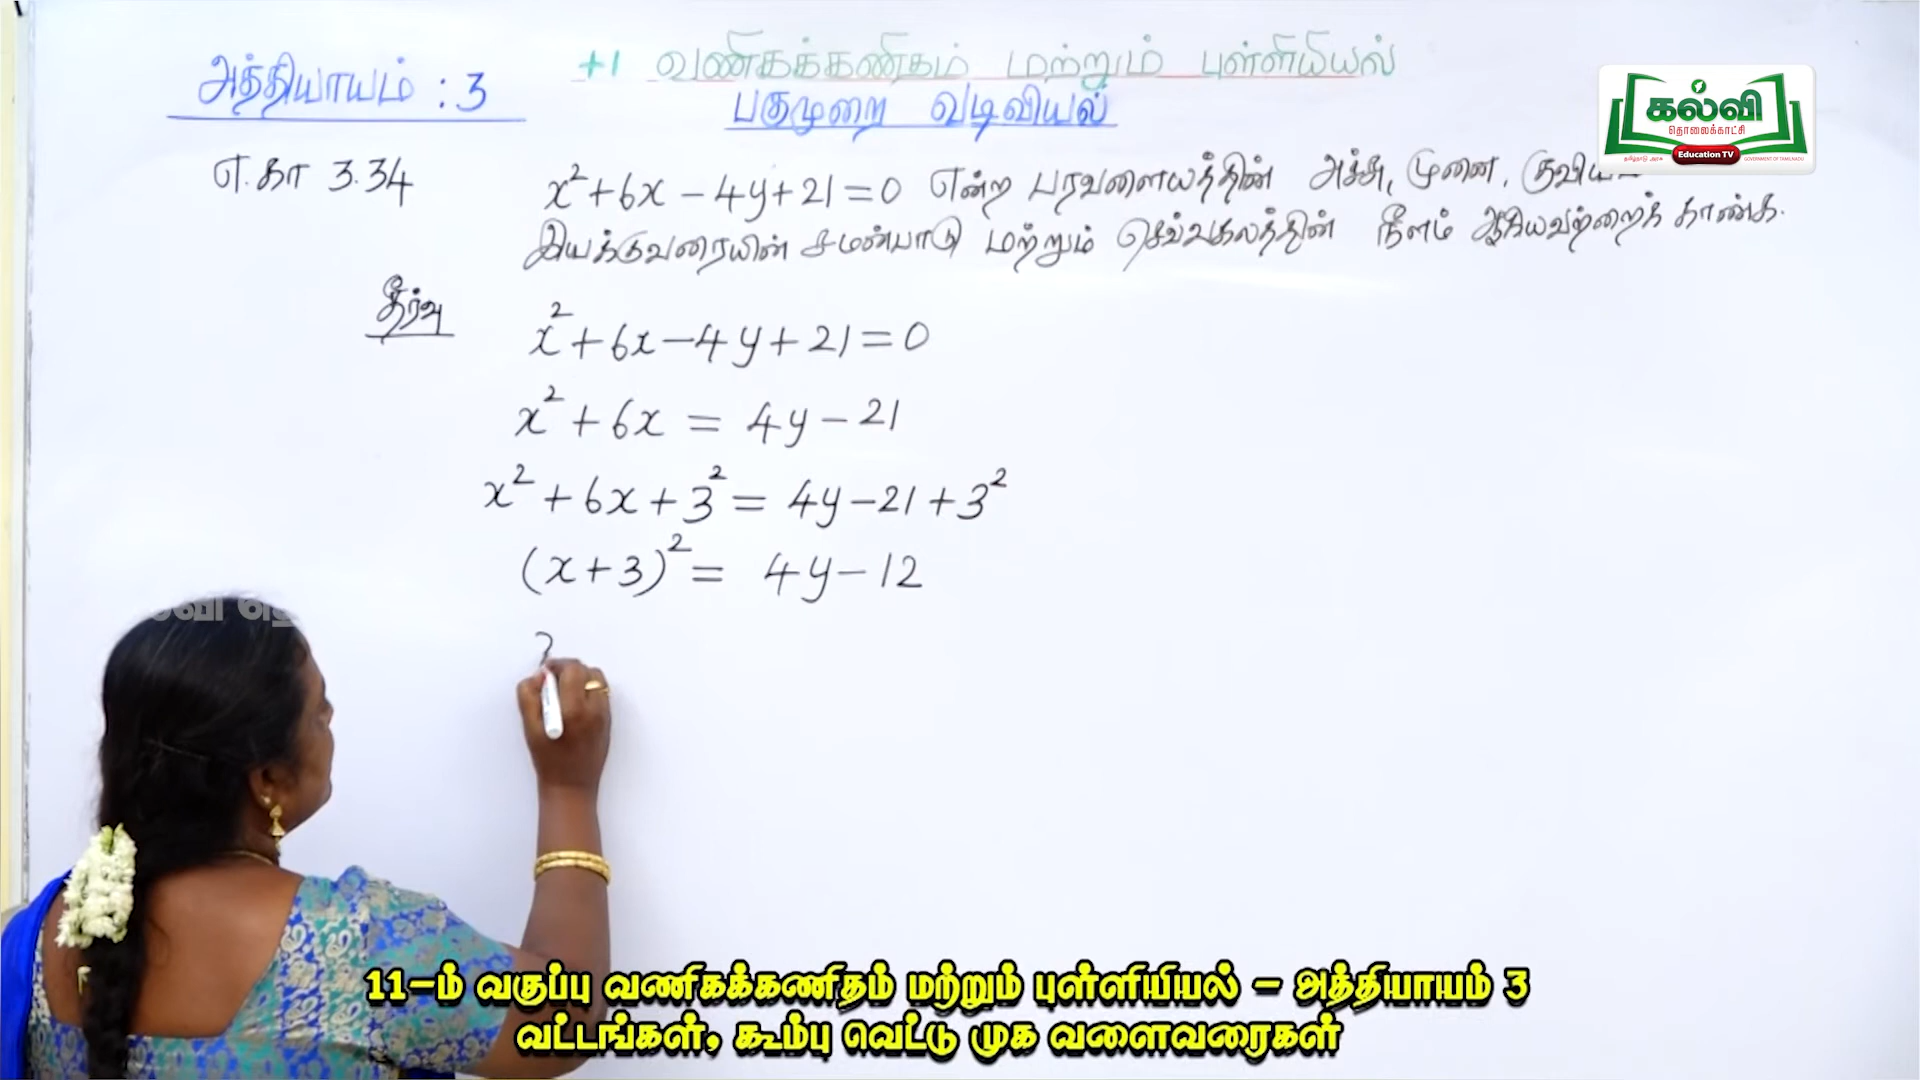 +1 வணிகக்கணிதம் மற்றும் புள்ளியியல்
அத்தியாயம் : 3
பகுமுறை வடிவியல்
கல்வி
தொலைக்காட்சி
Education TV
GOVERNMENT OF TAMILNADU
எ.கா 3.34
x² + 6x - 4y + 21 = 0 என்ற பரவளையத்தின் அச்சு, முனை,
இயக்குவரையின் சமன்பாடு மற்றும் செவ்வகலத்தின் நீளம் ஆகியவற்றைக் காண்க.
தீர்வு
x² + 6x - 4y + 21 = 0
x² + 6x = 4y - 21
x² + 6x + 3² = 4y - 21 + 3²
(x + 3)² = 4y - 12
11-ம் வகுப்பு வணிகக்கணிதம் மற்றும் புள்ளியியல் - அத்தியாயம் 3
வட்டங்கள், கூம்பு வெட்டு முக வளைவரைகள்